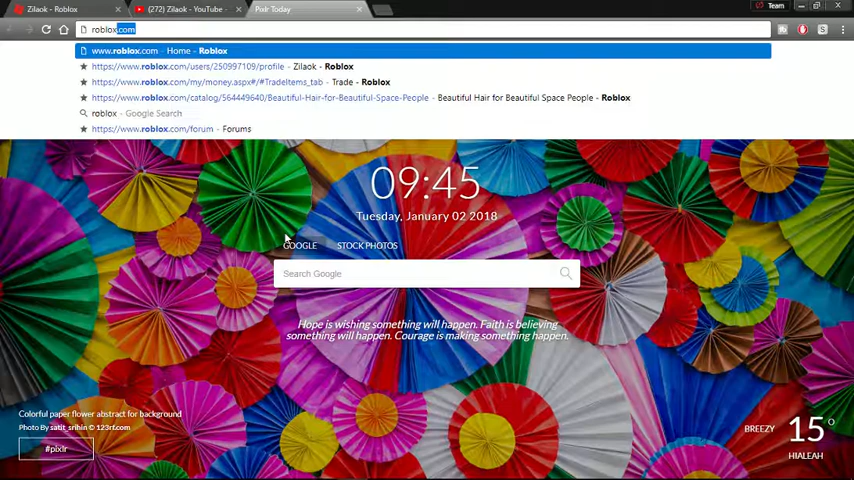 Zilaok - Roblox
(272) Zilaok - YouTube -
Pixlr Today
Team
roblox.com
www.roblox.com - Home - Roblox
https://www.roblox.com/users/250997109/profile - Zilaok - Roblox
https://www.roblox.com/my/money.aspx#/#TradeItems_tab - Trade - Roblox
https://www.roblox.com/catalog/564449640/Beautiful-Hair-for-Beautiful-Space-People - Beautiful Hair for Beautiful Space People - Roblox
roblox - Google Search
https://www.roblox.com/forum - Forums
09:45
Tuesday, January 02 2018
GOOGLE STOCK PHOTOS
Search Google
Hope is wishing something will happen. Faith is believing
something will happen. Courage is making something happen.
Colorful paper flower abstract for background
Photo By satit_srihin © 123rf.com
#pixlr
BREEZY 15°
HIALEAH